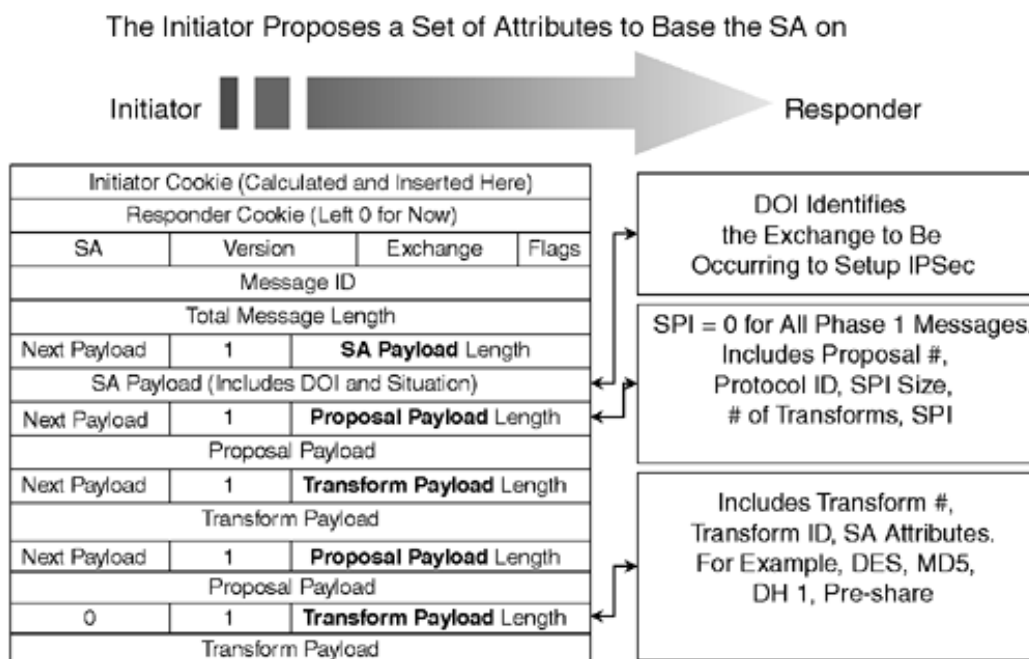 The Initiator Proposes a Set of Attributes to Base the SA on
Initiator
Responder
Initiator Cookie (Calculated and Inserted Here)
Responder Cookie (Left 0 for Now)
SA Version Exchange Flags
Message ID
Total Message Length
Next Payload 1 SA Payload Length
SA Payload (Includes DOI and Situation)
Next Payload 1 Proposal Payload Length
Proposal Payload
Next Payload 1 Transform Payload Length
Transform Payload
Next Payload 1 Proposal Payload Length
Proposal Payload
0 1 Transform Payload Length
Transform Payload
DOI Identifies
the Exchange to Be
Occurring to Setup IPSec
SPI = 0 for All Phase 1 Messages.
Includes Proposal #,
Protocol ID, SPI Size,
# of Transforms, SPI
Includes Transform #,
Transform ID, SA Attributes.
For Example, DES, MD5,
DH 1, Pre-share